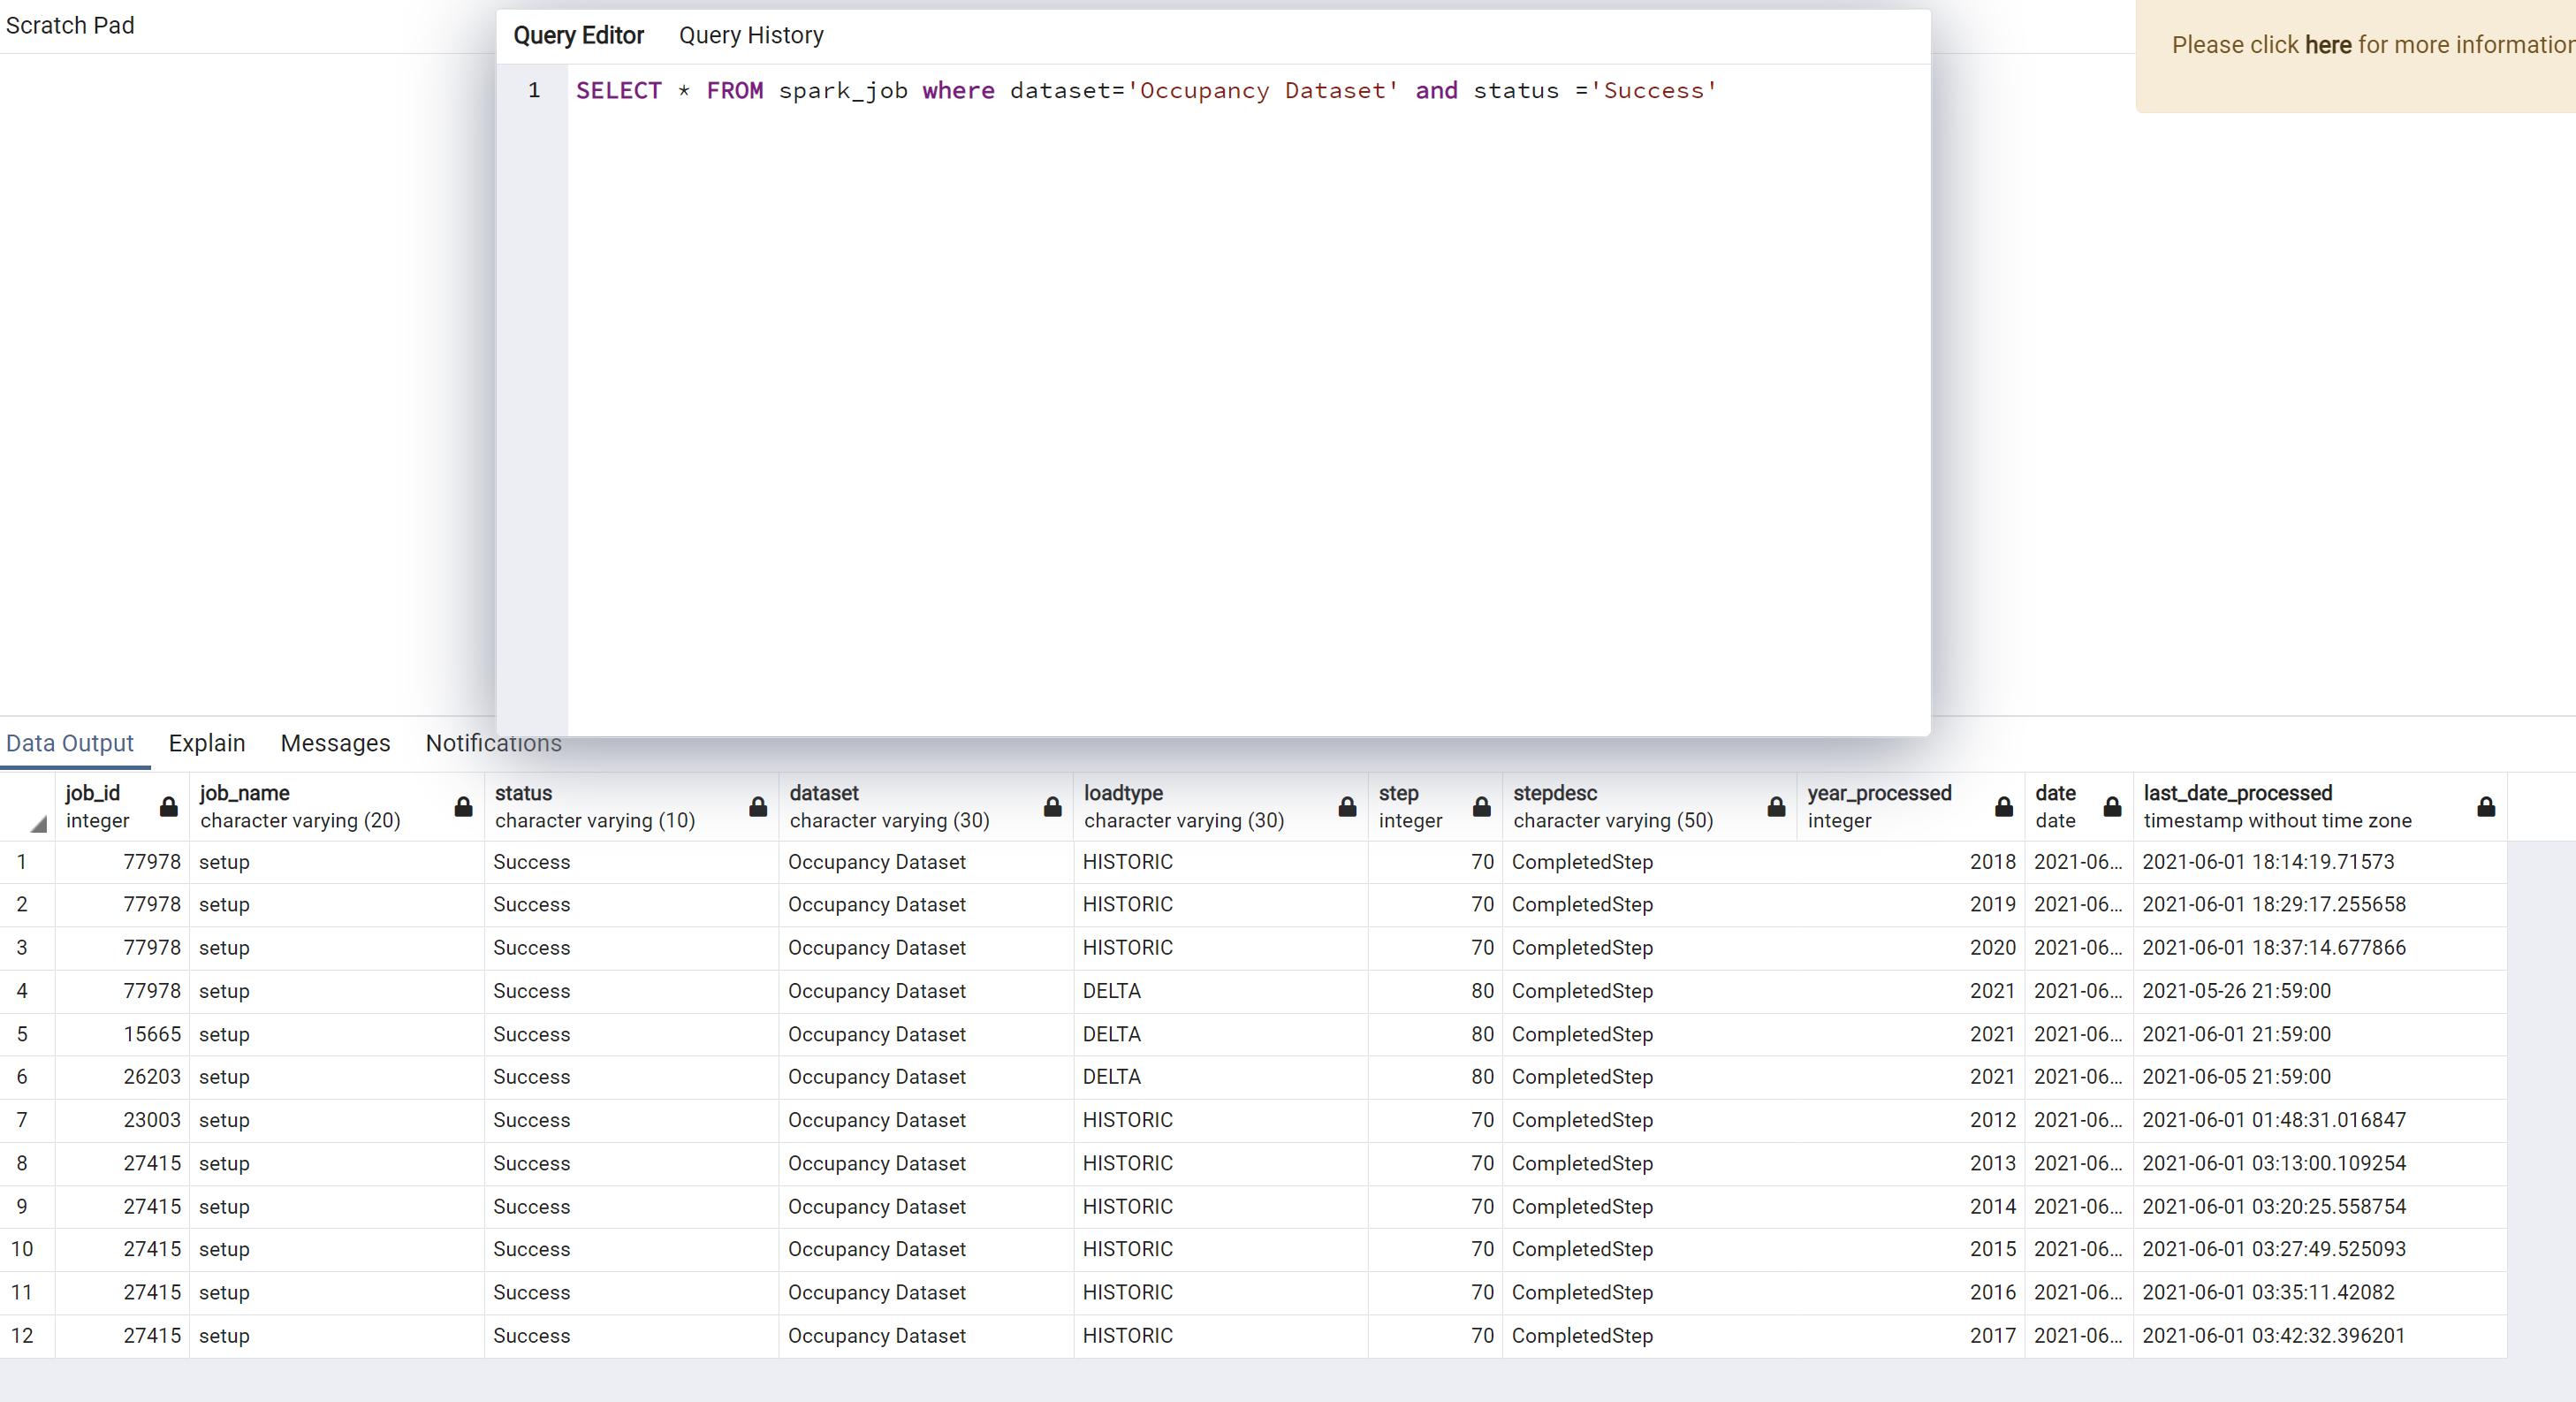 Scratch Pad
Query Editor Query History
Please click here for more information
1 SELECT * FROM spark_job where dataset='Occupancy Dataset' and status ='Success'
Data Output Explain Messages Notifications
job_id job_name status dataset loadtype step stepdesc year_processed date last_date_processed
integer character varying (20) character varying (10) character varying (30) character varying (30) integer character varying (50) integer date timestamp without time zone
1 77978 setup Success Occupancy Dataset HISTORIC 70 CompletedStep 2018 2021-06... 2021-06-01 18:14:19.71573
2 77978 setup Success Occupancy Dataset HISTORIC 70 CompletedStep 2019 2021-06... 2021-06-01 18:29:17.255658
3 77978 setup Success Occupancy Dataset HISTORIC 70 CompletedStep 2020 2021-06... 2021-06-01 18:37:14.677866
4 77978 setup Success Occupancy Dataset DELTA 80 CompletedStep 2021 2021-06... 2021-05-26 21:59:00
5 15665 setup Success Occupancy Dataset DELTA 80 CompletedStep 2021 2021-06... 2021-06-01 21:59:00
6 26203 setup Success Occupancy Dataset DELTA 80 CompletedStep 2021 2021-06... 2021-06-05 21:59:00
7 23003 setup Success Occupancy Dataset HISTORIC 70 CompletedStep 2012 2021-06... 2021-06-01 01:48:31.016847
8 27415 setup Success Occupancy Dataset HISTORIC 70 CompletedStep 2013 2021-06... 2021-06-01 03:13:00.109254
9 27415 setup Success Occupancy Dataset HISTORIC 70 CompletedStep 2014 2021-06... 2021-06-01 03:20:25.558754
10 27415 setup Success Occupancy Dataset HISTORIC 70 CompletedStep 2015 2021-06... 2021-06-01 03:27:49.525093
11 27415 setup Success Occupancy Dataset HISTORIC 70 CompletedStep 2016 2021-06... 2021-06-01 03:35:11.42082
12 27415 setup Success Occupancy Dataset HISTORIC 70 CompletedStep 2017 2021-06... 2021-06-01 03:42:32.396201